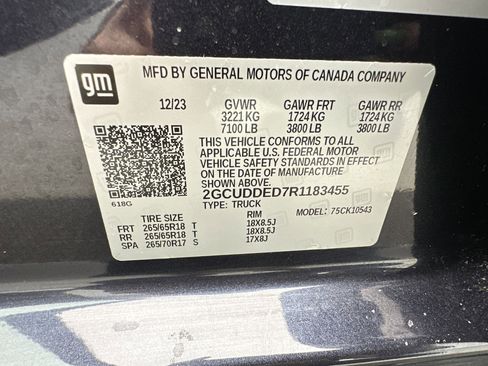 gm
MFD BY GENERAL MOTORS OF CANADA COMPANY
12/23 GVWR GAWR FRT GAWR RR
3221 KG 1724 KG 1724 KG
7100 LB 3800 LB 3800 LB
THIS VEHICLE CONFORMS TO ALL
APPLICABLE U.S. FEDERAL MOTOR
VEHICLE SAFETY STANDARDS IN EFFECT
ON THE DATE OF MANUFACTURE
SHOWN ABOVE.
618G 2GCUDDED7R1183455
TYPE: TRUCK MODEL: 75CK10543
TIRE SIZE RIM
FRT 265/65R18 T 18X8.5J
RR 265/65R18 T 18X8.5J
SPA 265/70R17 S 17X8J